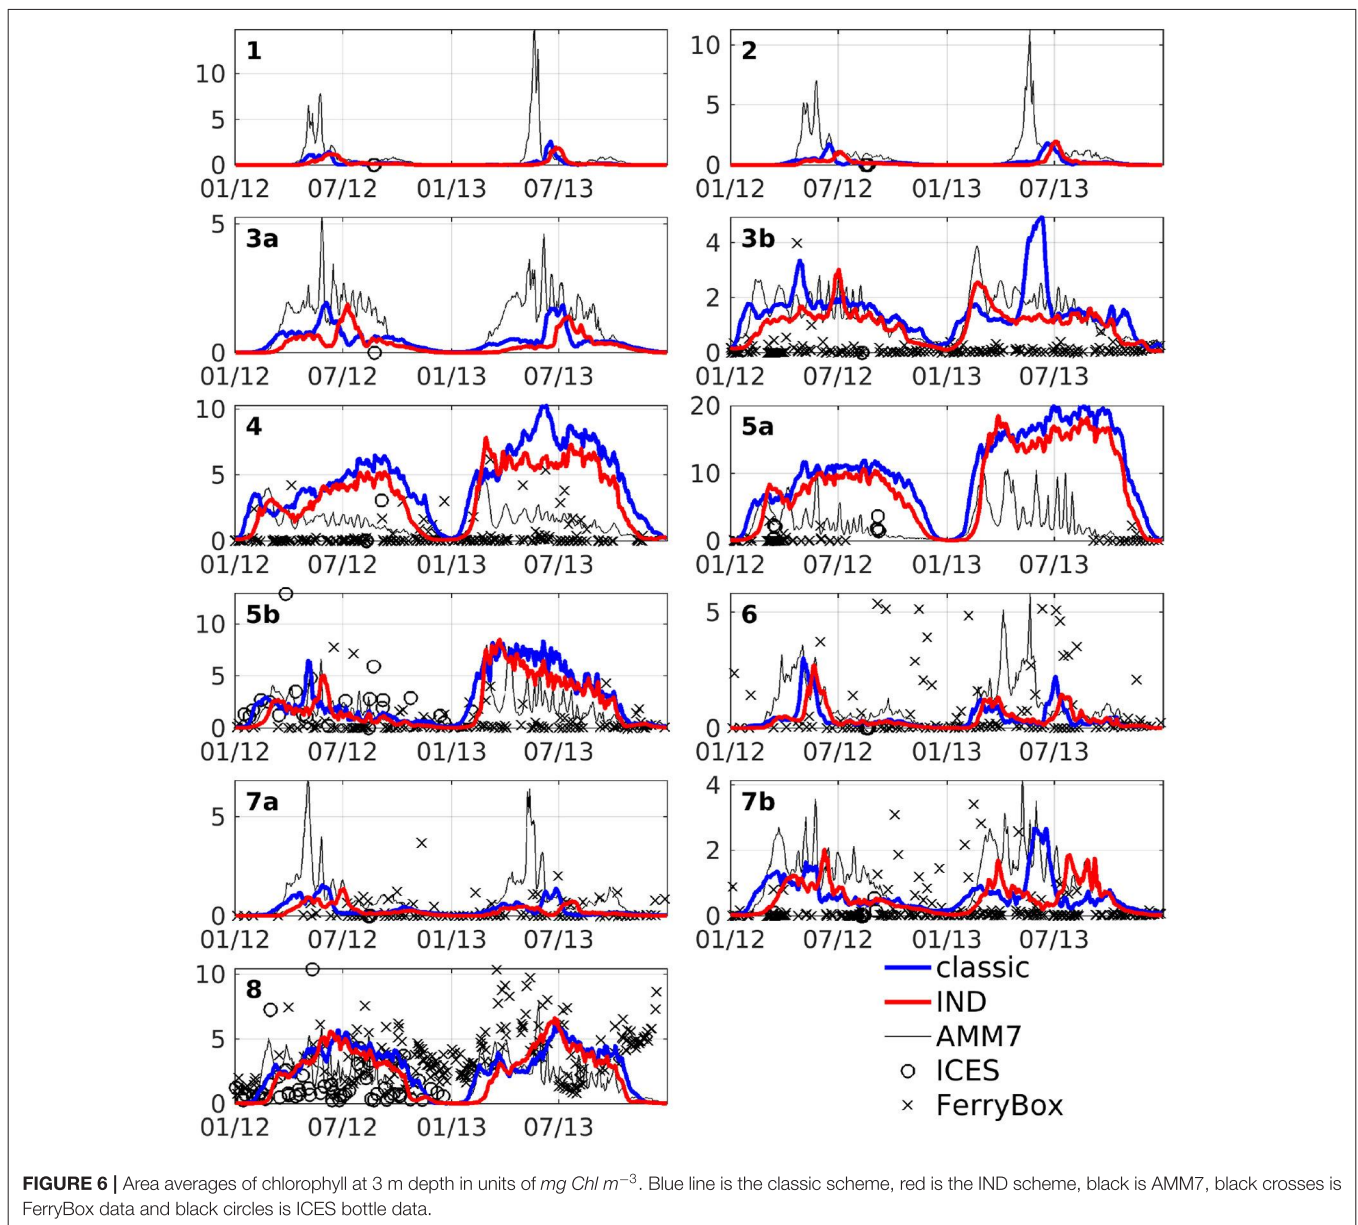 1
10
5
0
01/12 07/12 01/13 07/13
2
10
5
0
01/12 07/12 01/13 07/13
3a
5
0
01/12 07/12 01/13 07/13
3b
4
2
0
01/12 07/12 01/13 07/13
4
10
5
0
01/12 07/12 01/13 07/13
5a
20
10
0
01/12 07/12 01/13 07/13
5b
10
5
0
01/12 07/12 01/13 07/13
6
5
0
01/12 07/12 01/13 07/13
7a
5
0
01/12 07/12 01/13 07/13
7b
4
2
0
01/12 07/12 01/13 07/13
8
10
5
0
01/12 07/12 01/13 07/13
classic
IND
AMM7
ICES
FerryBox
FIGURE 6 | Area averages of chlorophyll at 3 m depth in units of mg Chl m−3. Blue line is the classic scheme, red is the IND scheme, black is AMM7, black crosses is
FerryBox data and black circles is ICES bottle data.